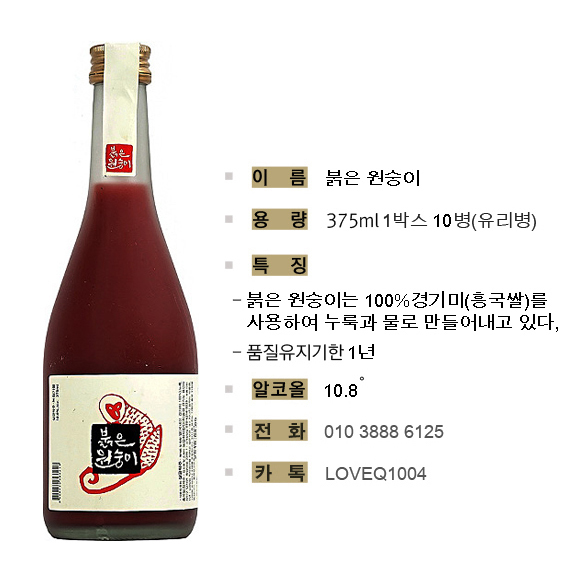 붉은
원숭이
이 름 붉은 원숭이
용 량 375ml 1박스 10병(유리병)
특 징
– 붉은 원숭이는 100%경기미(홍국쌀)를
사용하여 누룩과 물로 만들어내고 있다,
– 품질유지기한 1년
알코올 10.8˚
전 화 010 3888 6125
카 톡 LOVEQ1004
붉은
원숭이